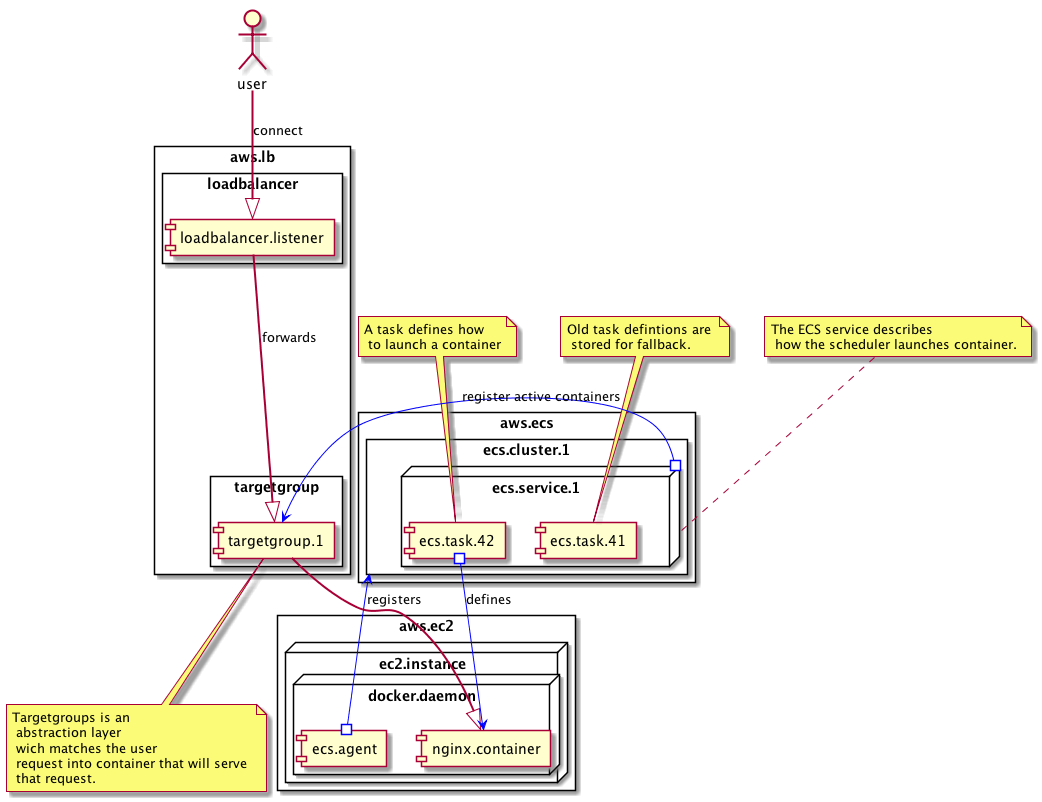 user
connect
aws.lb
loadbalancer
loadbalancer.listener
forwards
A task defines how
to launch a container
Old task defintions are
stored for fallback.
The ECS service describes
how the scheduler launches container.
register active containers
aws.ecs
ecs.cluster.1
ecs.service.1
targetgroup
targetgroup.1
ecs.task.42
ecs.task.41
registers
defines
aws.ec2
ec2.instance
docker.daemon
ecs.agent
nginx.container
Targetgroups is an
abstraction layer
wich matches the user
request into container that will serve
that request.